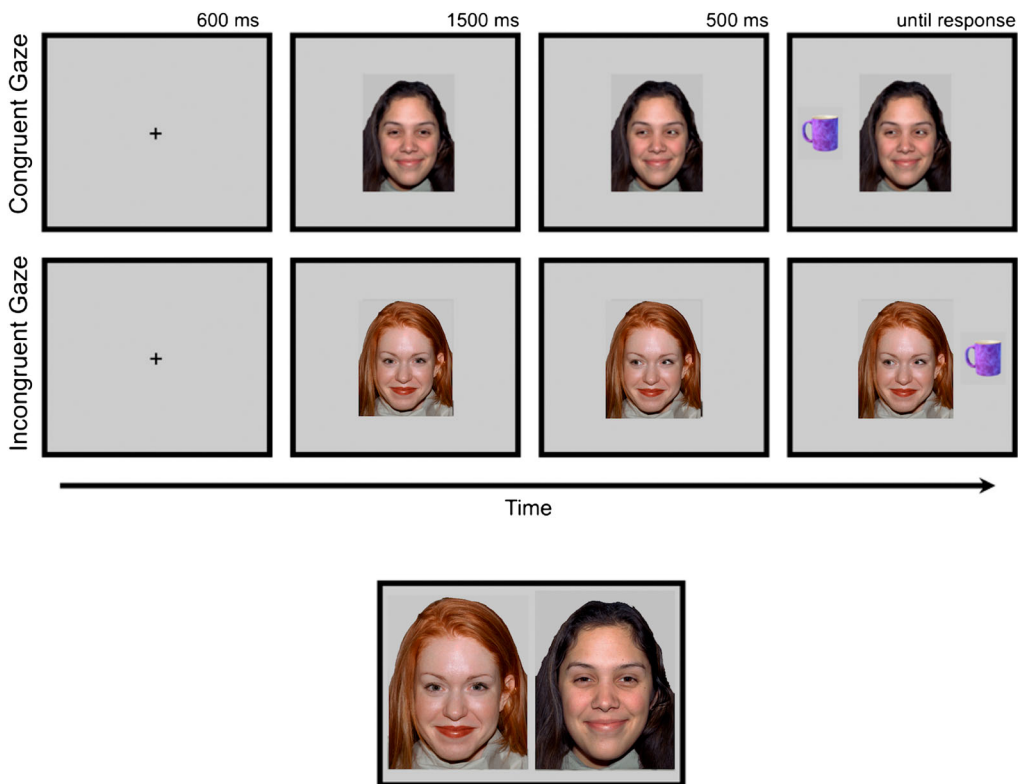 600 ms
1500 ms
500 ms
until response
Congruent Gaze
+
Incongruent Gaze
+
Time